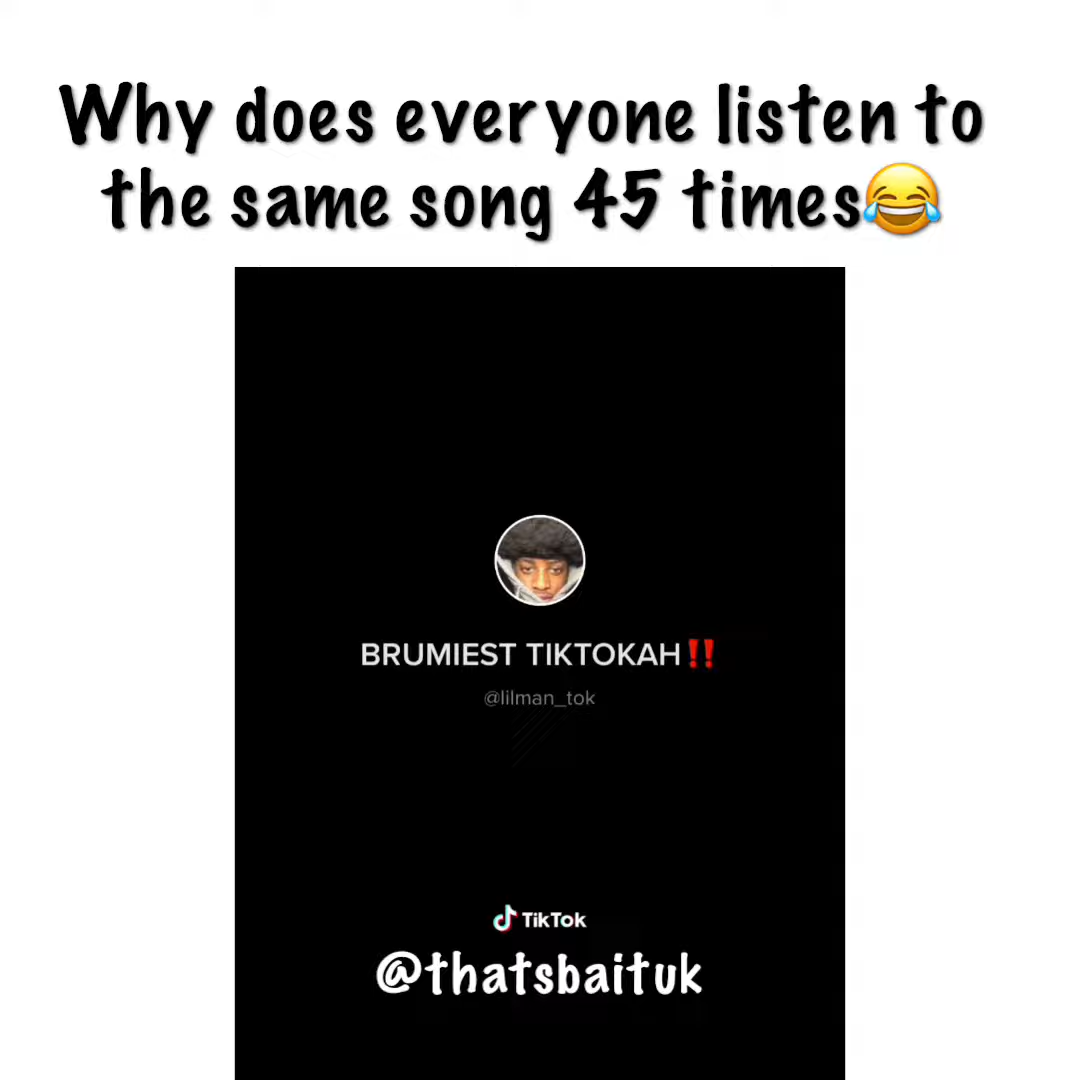 Why does everyone listen to
the same song 45 times😂
BRUMIEST TIKTOKAH‼️
@lilman_tok
TikTok
@thatsbaituk